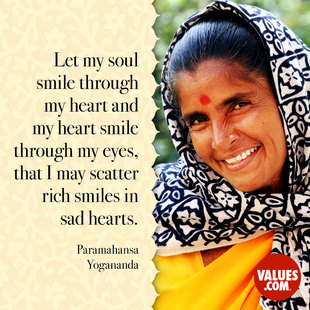 Let my soul
smile through
my heart and
my heart smile
through my eyes,
that I may scatter
rich smiles in
sad hearts.
Paramahansa
Yogananda
VALUES
.COM